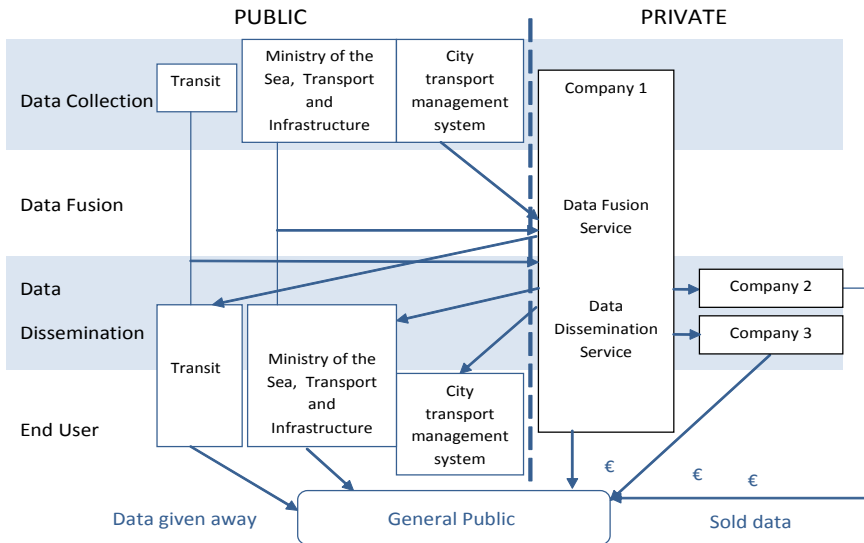 PUBLIC
PRIVATE
Data Collection
Transit
Ministry of the
Sea, Transport
and
Infrastructure
City
transport
management
system
Company 1
Data Fusion
Data Fusion
Service
Data
Dissemination
Data
Dissemination
Service
Company 2
Company 3
Transit
Ministry of the
Sea, Transport
and
Infrastructure
City
transport
management
system
End User
€
€
€
Data given away
General Public
Sold data